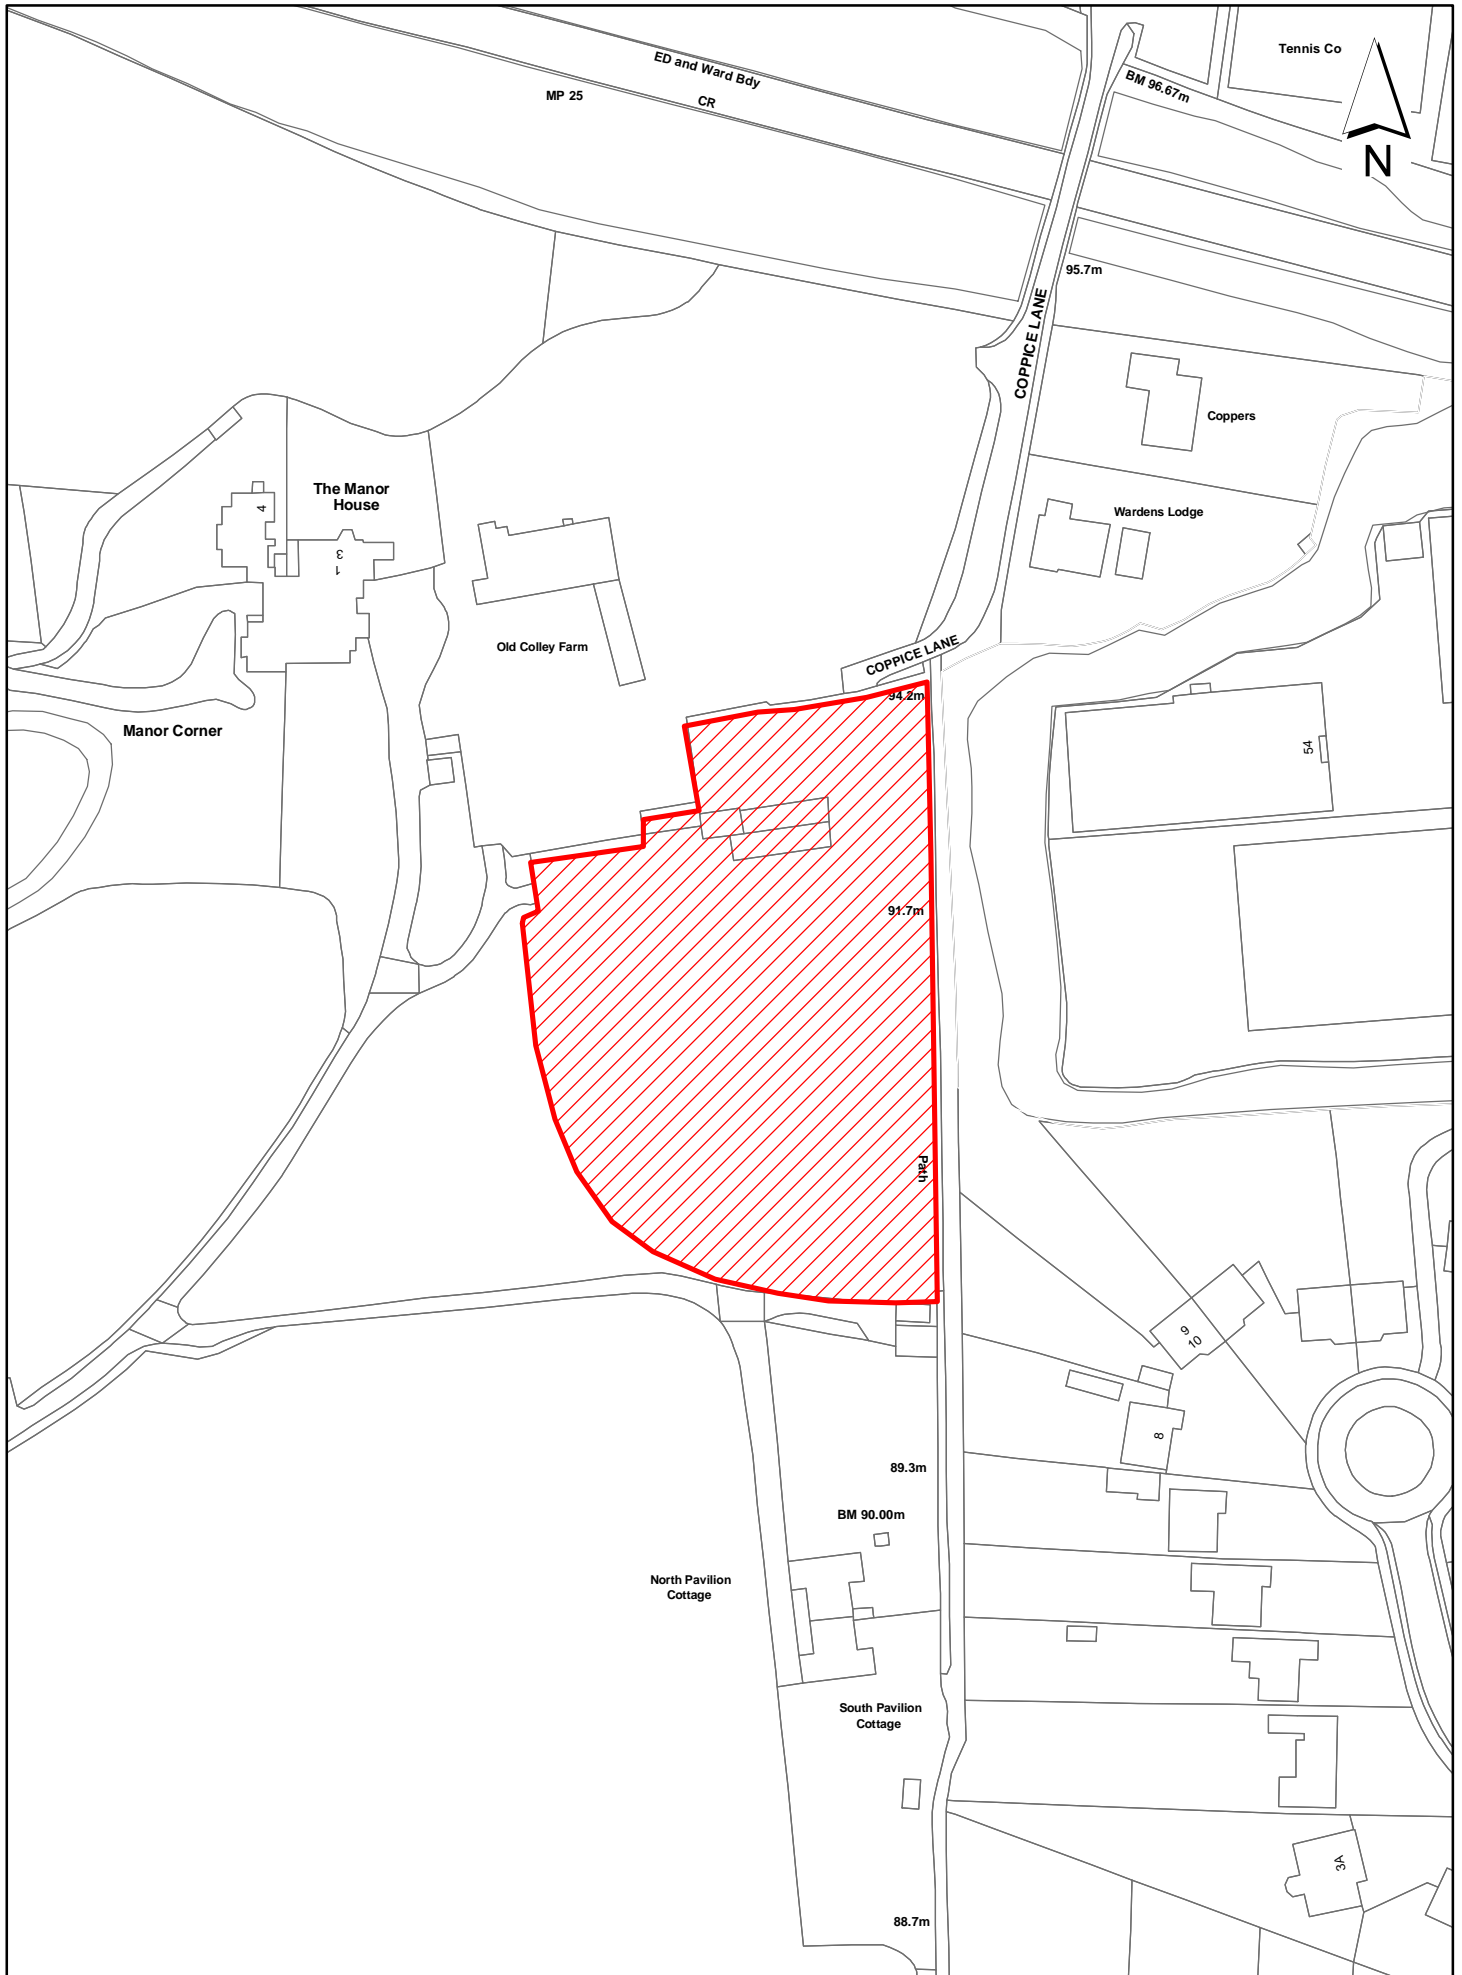 Tennis Co
ED and Ward Bdy
MP 25
CR
BM 96.67m
N
95.7m
COPPICE LANE
Coppers
The Manor
House
4
Wardens Lodge
3
1
Old Colley Farm
COPPICE LANE
94.2m
Manor Corner
54
91.7m
Path
9
10
8
89.3m
BM 90.00m
North Pavilion
Cottage
South Pavilion
Cottage
3A
88.7m